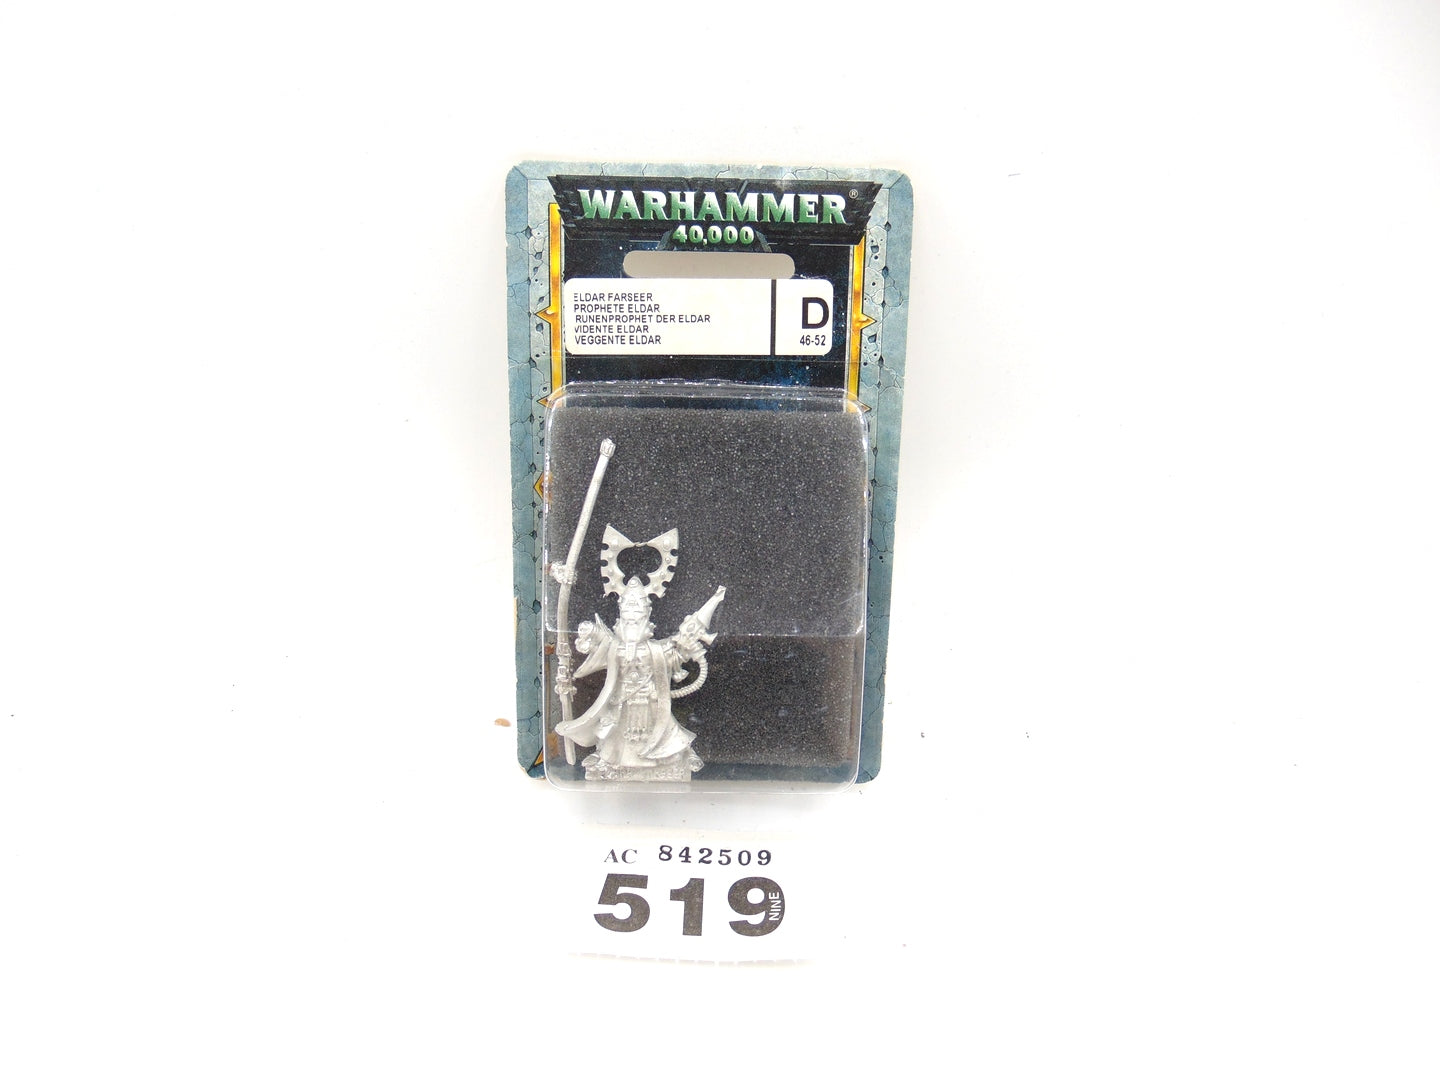 WARHAMMER®
40,000
ELDAR FARSEER
PROPHETE ELDAR
RUNENPROPHET DER ELDAR
VIDENTE ELDAR
VEGGENTE ELDAR
D
46-52
AC 842509
519
NINE